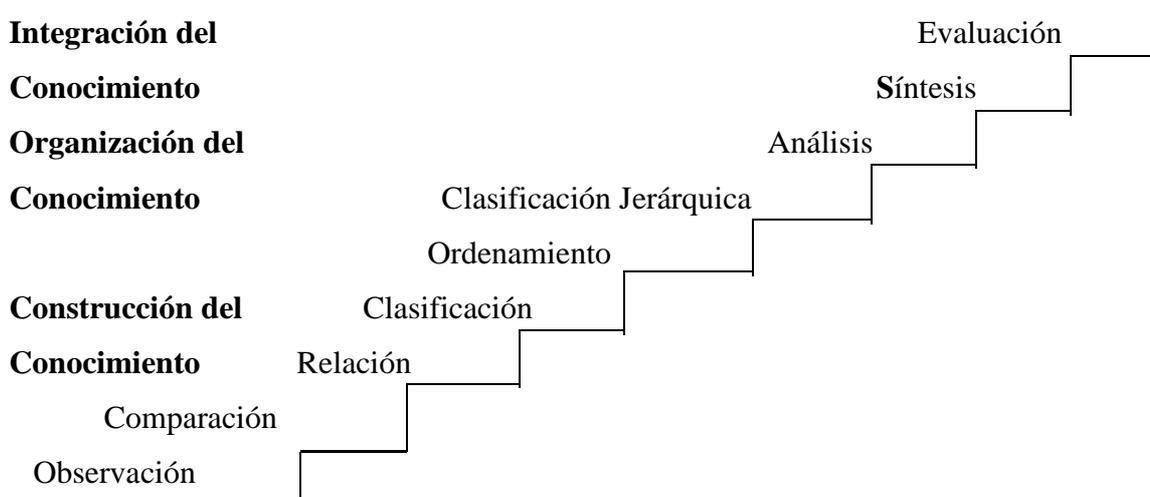 Integración del Evaluación
Conocimiento Síntesis
Organización del Análisis
Conocimiento Clasificación Jerárquica
Ordenamiento
Construcción del Clasificación
Conocimiento Relación
Comparación
Observación